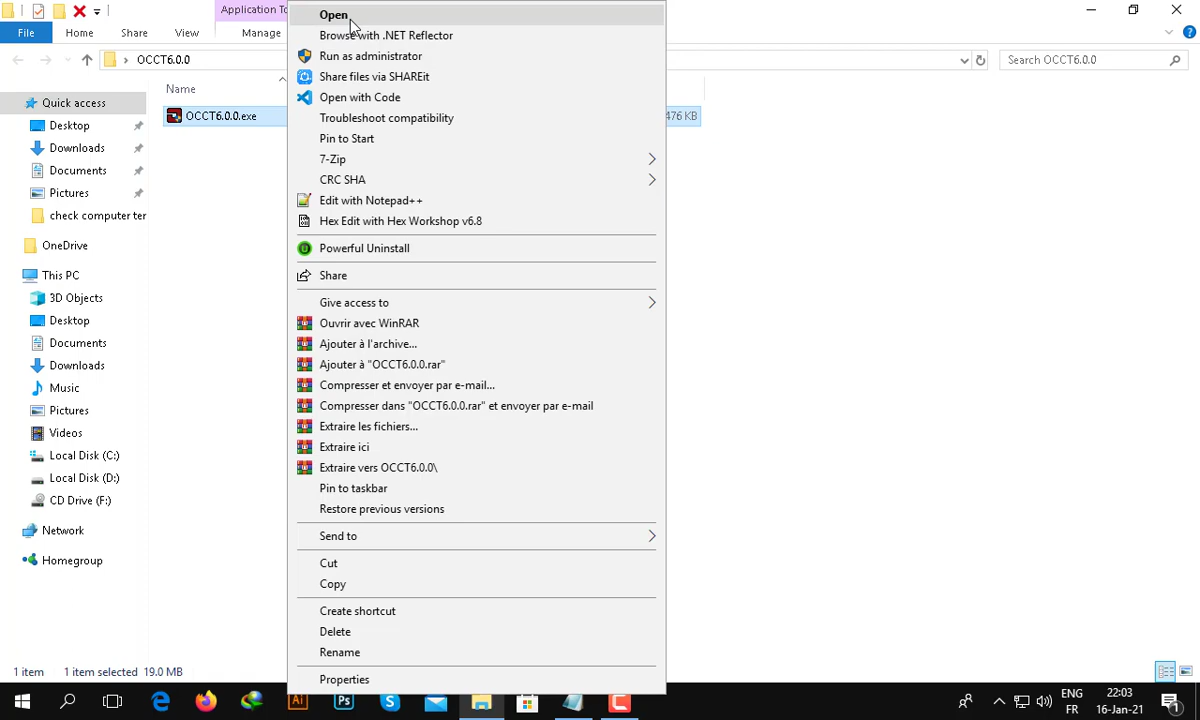 Application To
File
Home
Share
View
Manage
OCCT6.0.0
Search OCCT6.0.0
Quick access
Desktop
Downloads
Documents
Pictures
check computer ter
OneDrive
This PC
3D Objects
Desktop
Documents
Downloads
Music
Pictures
Videos
Local Disk (C:)
Local Disk (D:)
CD Drive (F:)
Network
Homegroup
Name
OCCT6.0.0.exe
476 KB
Open
Browse with .NET Reflector
Run as administrator
Share files via SHAREit
Open with Code
Troubleshoot compatibility
Pin to Start
7-Zip
CRC SHA
Edit with Notepad++
Hex Edit with Hex Workshop v6.8
Powerful Uninstall
Share
Give access to
Ouvrir avec WinRAR
Ajouter à l'archive...
Ajouter à "OCCT6.0.0.rar"
Compresser et envoyer par e-mail...
Compresser dans "OCCT6.0.0.rar" et envoyer par e-mail
Extraire les fichiers...
Extraire ici
Extraire vers OCCT6.0.0\
Pin to taskbar
Restore previous versions
Send to
Cut
Copy
Create shortcut
Delete
Rename
Properties
1 item
1 item selected 19.0 MB
Ai
Ps
ENG
FR
22:03
16-Jan-21
1